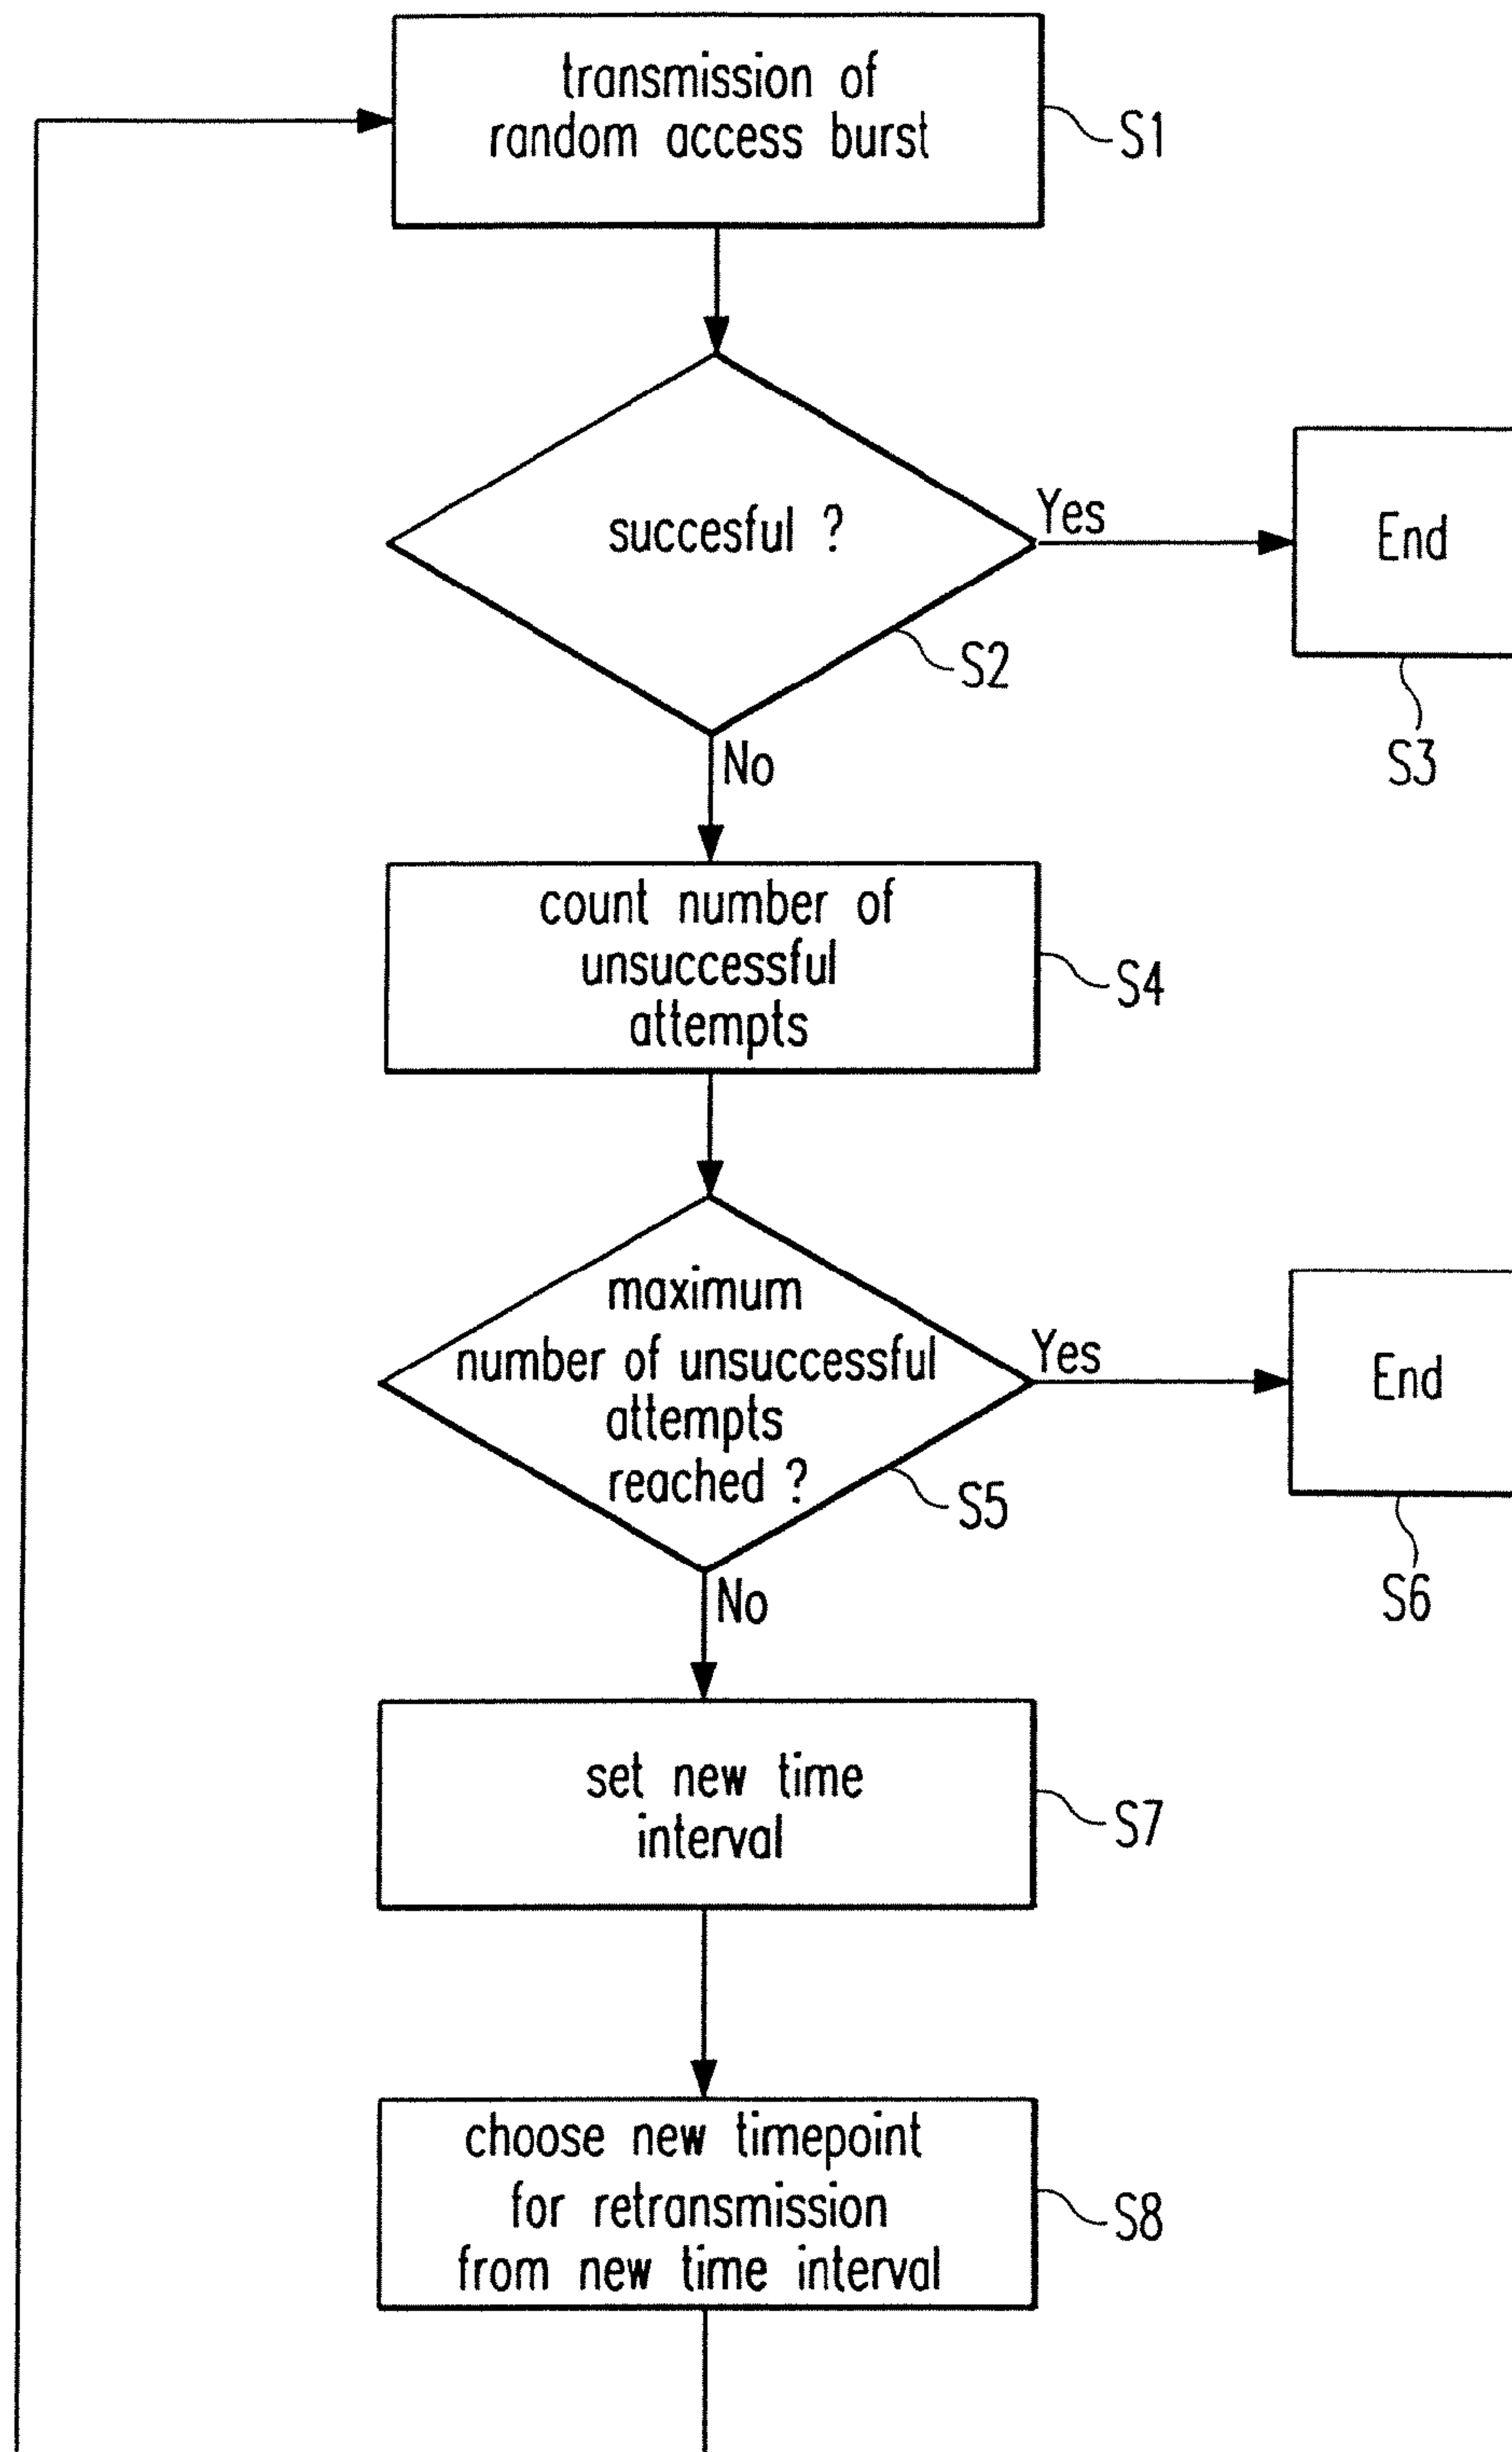 transmission of
random access burst
S1
succesful ?
Yes
End
S2
S3
No
count number of
unsuccessful
attempts
S4
maximum
number of unsuccessful
attempts
reached ?
Yes
End
S5
S6
No
set new time
interval
S7
choose new timepoint
for retransmission
from new time interval
S8